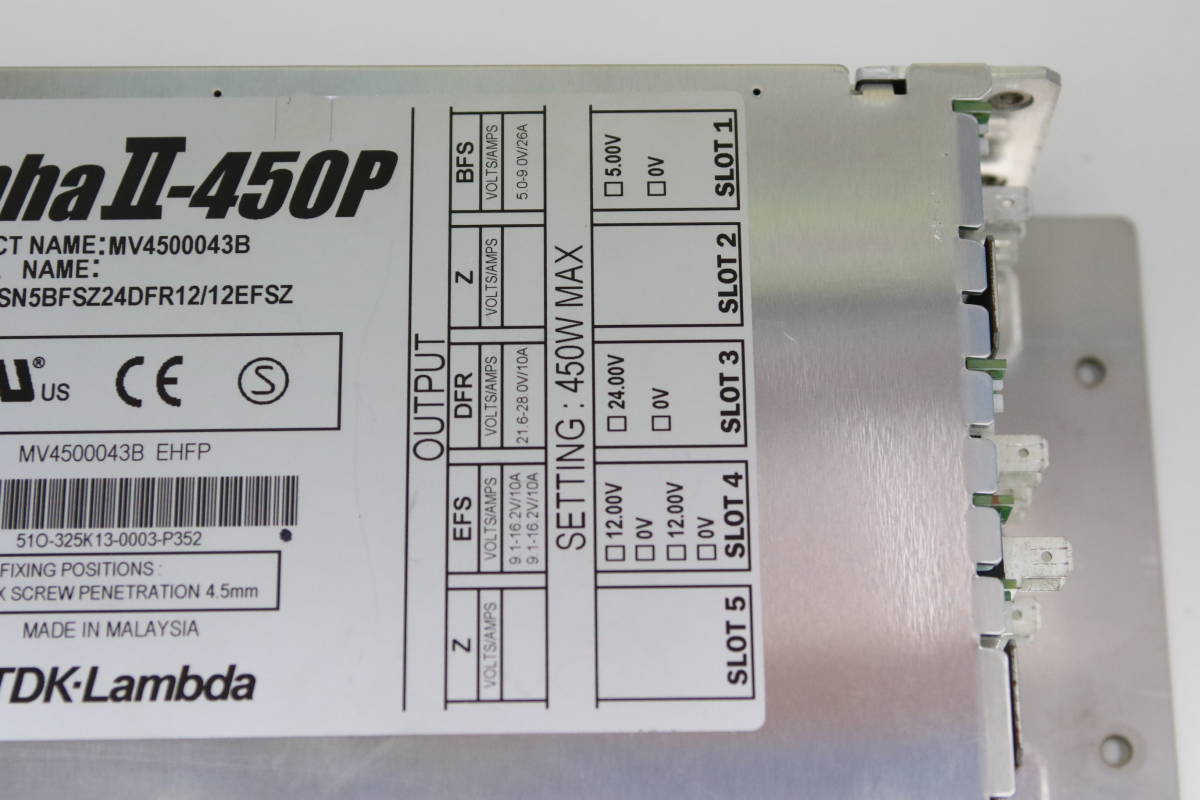 pha II-450P
CT NAME: MV4500043B
NAME:
SN5BFSZ24DFR12/12EFSZ
® US
CE
S
MV4500043B EHFP
51O-325K13-0003-P352
FIXING POSITIONS :
X SCREW PENETRATION 4.5mm
MADE IN MALAYSIA
TDK·Lambda
OUTPUT
BFS
VOLTS/AMPS
5.0-9.0V/26A
Z
VOLTS/AMPS
DFR
VOLTS/AMPS
21.6-28.0V/10A
EFS
VOLTS/AMPS
9.1-16.2V/10A
9.1-16.2V/10A
Z
VOLTS/AMPS
SETTING : 450W MAX
5.00V
0V
SLOT 1
SLOT 2
24.00V
0V
SLOT 3
12.00V
0V
12.00V
0V
SLOT 4
SLOT 5